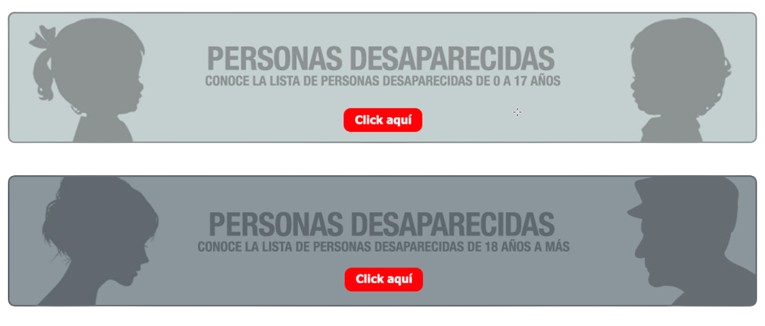 PERSONAS DESAPARECIDAS
CONOCE LA LISTA DE PERSONAS DESAPARECIDAS DE 0 A 17 AÑOS
Click aquí
PERSONAS DESAPARECIDAS
CONOCE LA LISTA DE PERSONAS DESAPARECIDAS DE 18 AÑOS A MÁS
Click aquí